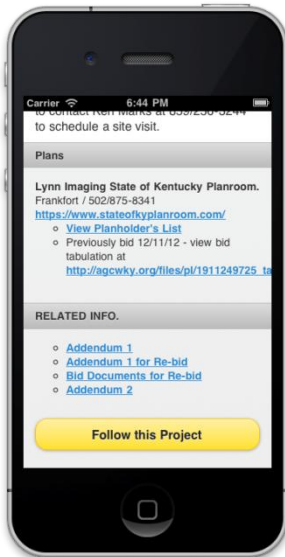 Carrier 6:44 PM
to contact Ken Marks at 859/256-3244
to schedule a site visit.
Plans
Lynn Imaging State of Kentucky Planroom.
Frankfort / 502/875-8341
https://www.stateofkyplanroom.com/
View Planholder's List
Previously bid 12/11/12 - view bid
tabulation at
http://agcwky.org/files/pl/1911249725_ta
RELATED INFO.
Addendum 1
Addendum 1 for Re-bid
Bid Documents for Re-bid
Addendum 2
Follow this Project